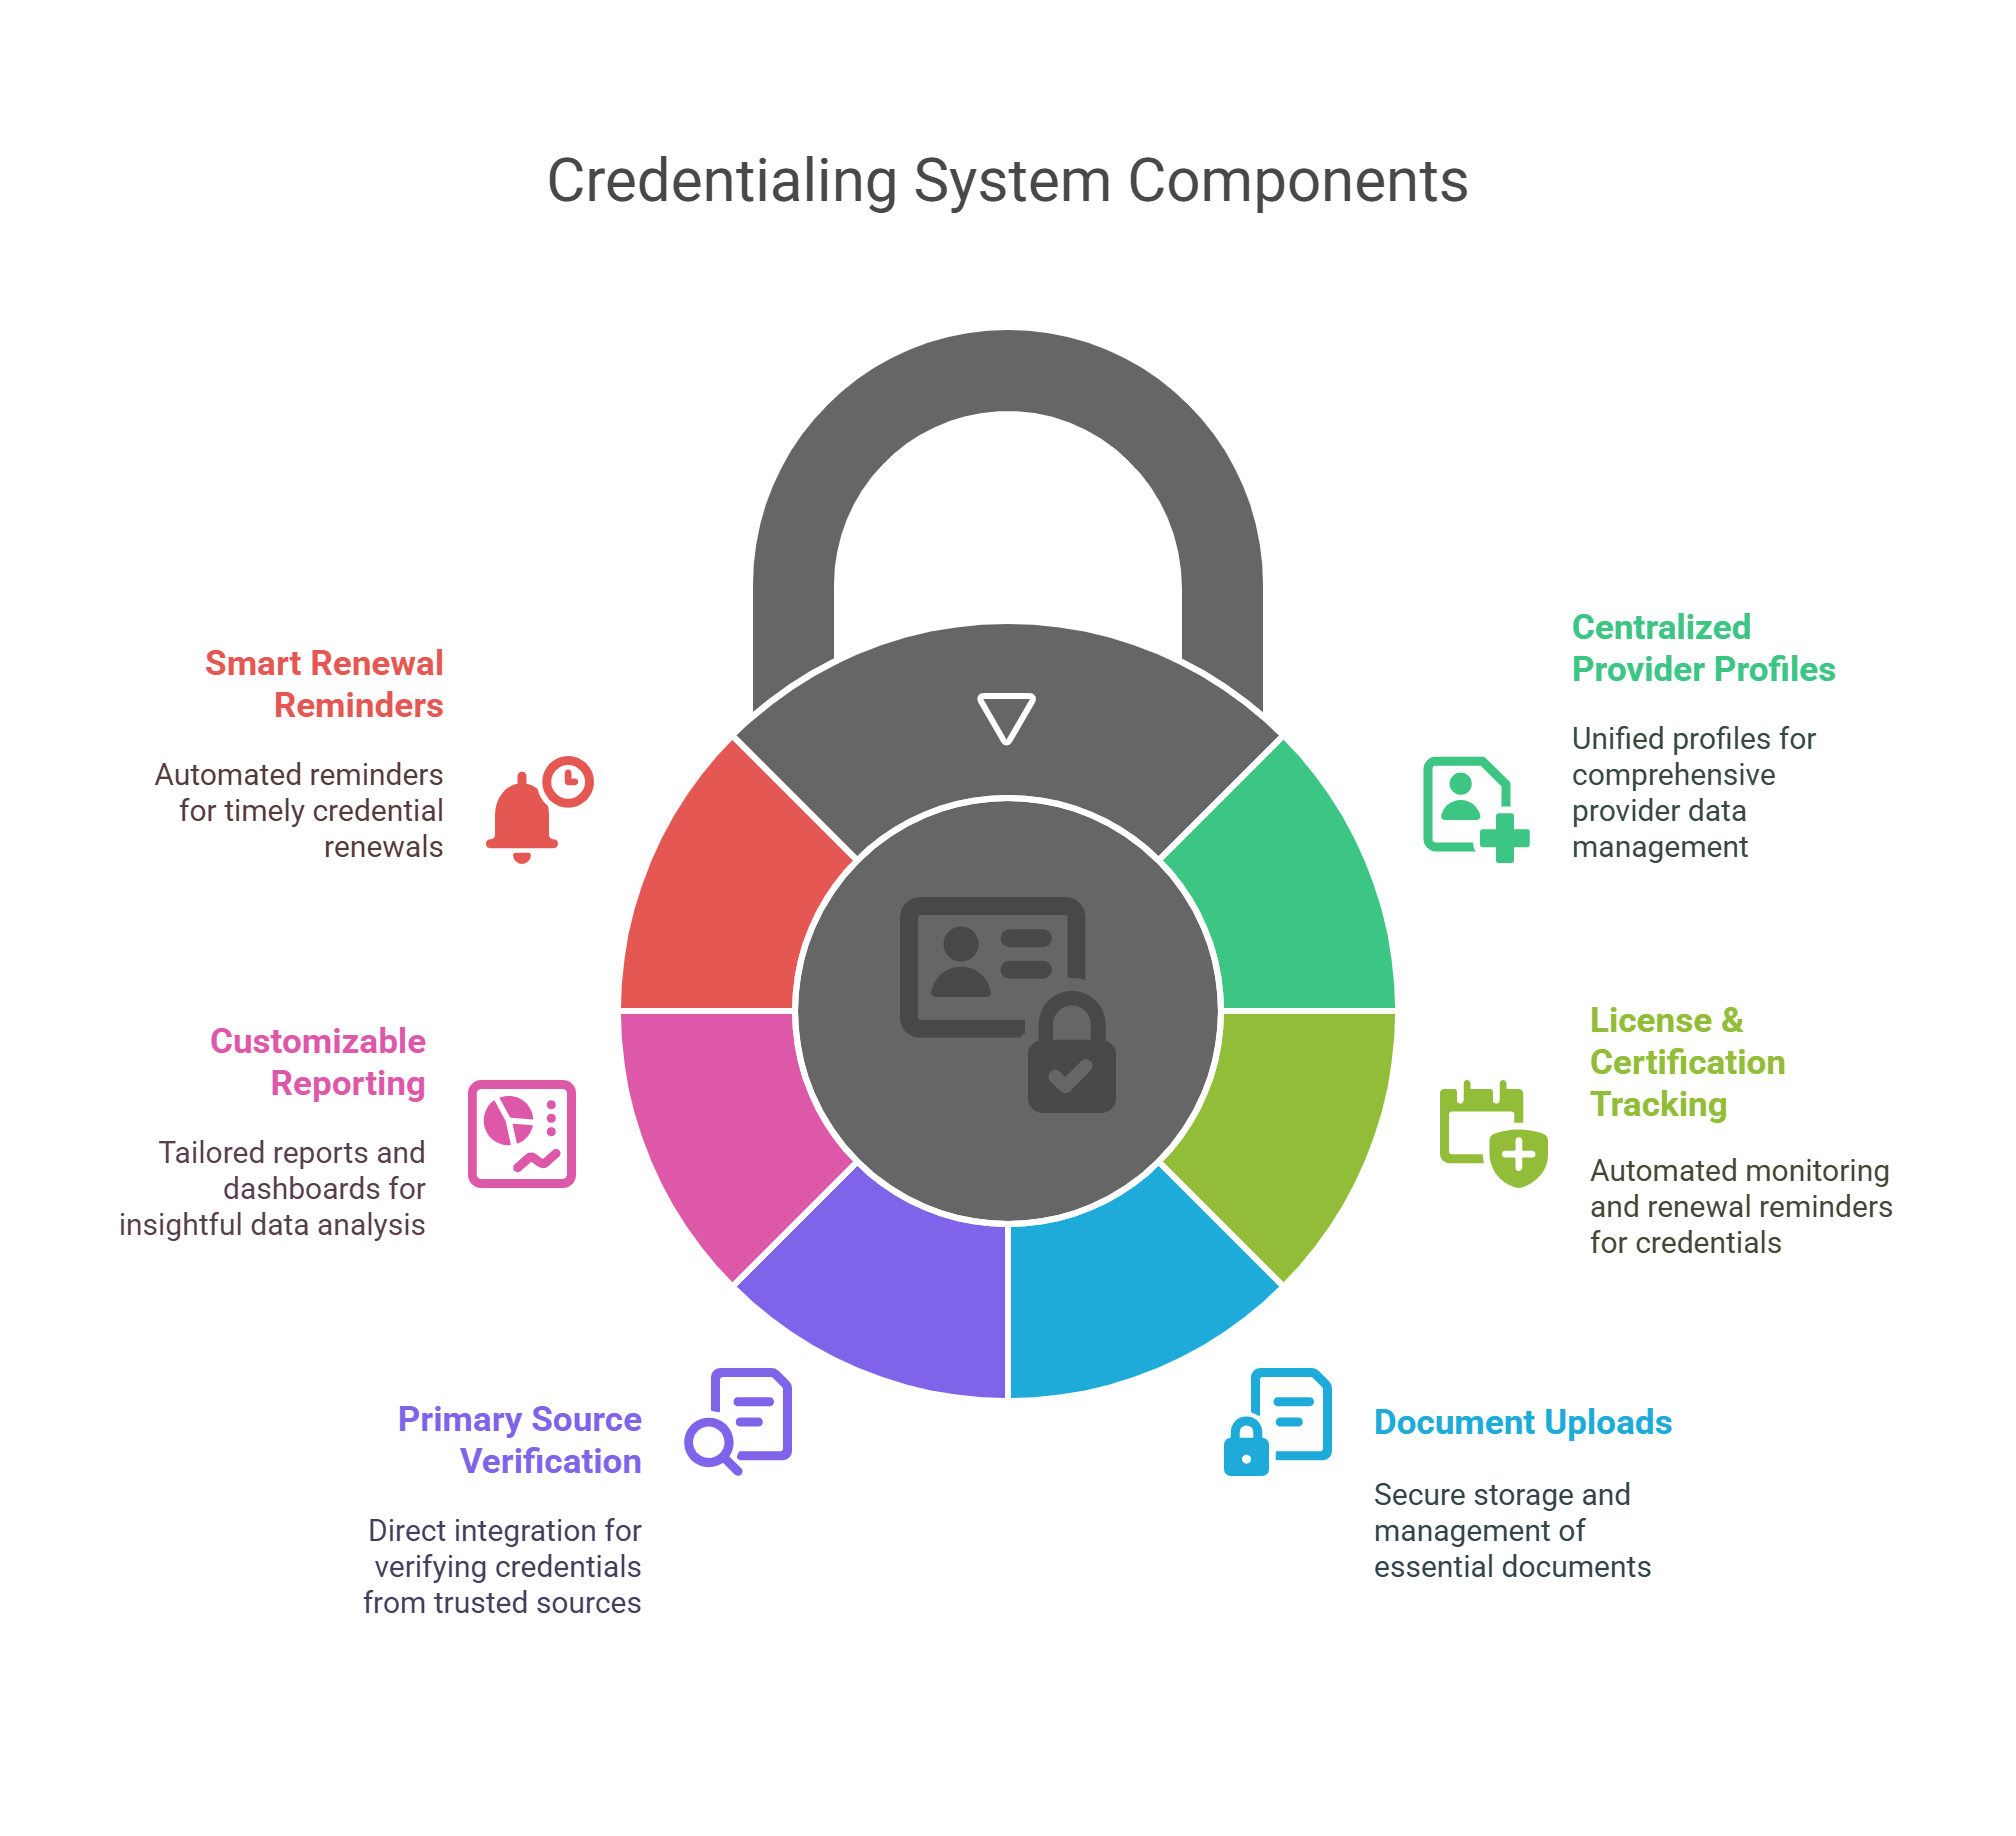 Credentialing System Components
Smart Renewal
Reminders
Automated reminders
for timely credential
renewals
Customizable
Reporting
Tailored reports and
dashboards for
insightful data analysis
Primary Source
Verification
Direct integration for
verifying credentials
from trusted sources
Centralized
Provider Profiles
Unified profiles for
comprehensive
provider data
management
License &
Certification
Tracking
Automated monitoring
and renewal reminders
for credentials
Document Uploads
Secure storage and
management of
essential documents